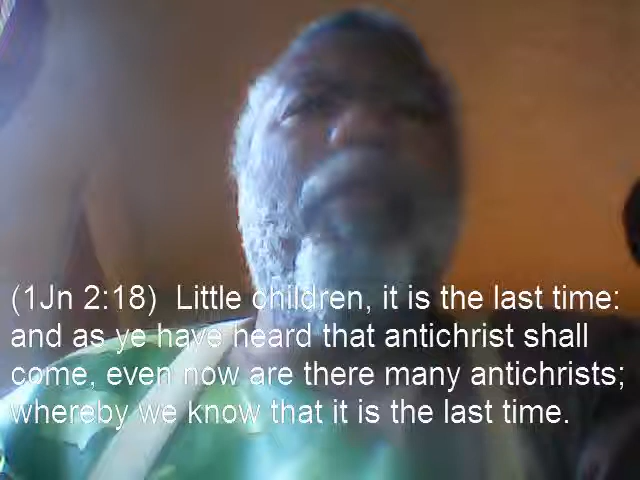 (1Jn 2:18)  Little children, it is the last time:
and as ye have heard that antichrist shall
come, even now are there many antichrists;
whereby we know that it is the last time.